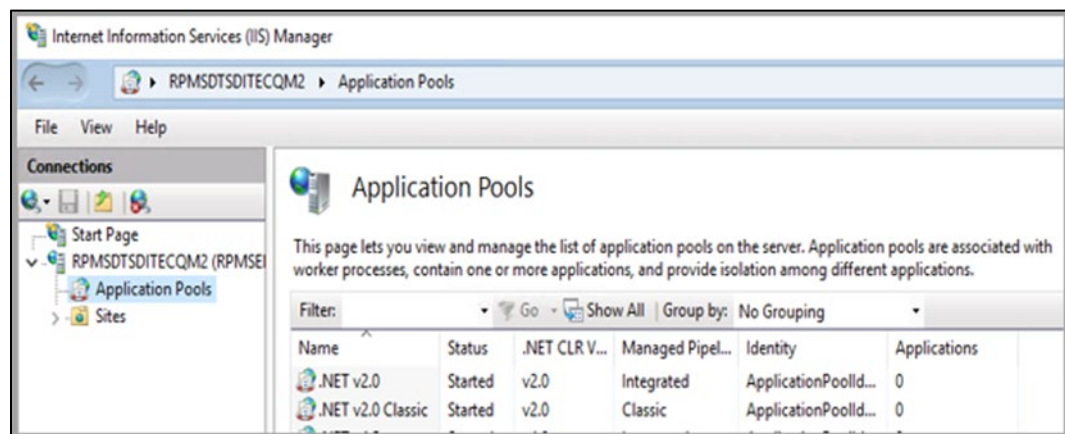 Internet Information Services (IIS) Manager
RPMSDTSDITECQM2 Application Pools
File View Help
Connections
Start Page
RPMSDTSDITECQM2 (RPMSE
Application Pools
Sites
Application Pools
This page lets you view and manage the list of application pools on the server. Application pools are associated with
worker processes, contain one or more applications, and provide isolation among different applications.
Filter: Go Show All Group by: No Grouping
Name Status .NET CLR V... Managed Pipel... Identity Applications
.NET v2.0 Started v2.0 Integrated ApplicationPoolId... 0
.NET v2.0 Classic Started v2.0 Classic ApplicationPoolId... 0